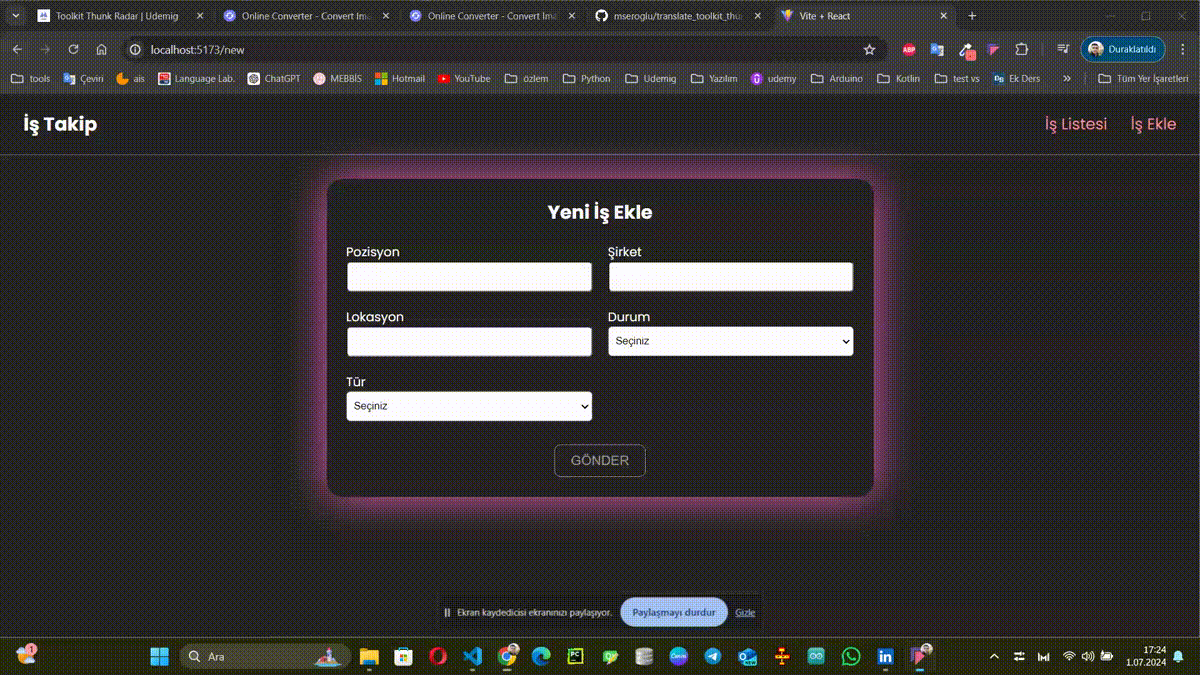 Toolkit Thunk Radar | Udemig
Online Converter - Convert Ima
Online Converter - Convert Ima
mseroglu/translate_toolkit_thu
Vite + React
localhost:5173/new
ABP
Duraklatıldı
tools
Çeviri
ais
Language Lab.
ChatGPT
MEBBİS
Hotmail
YouTube
özlem
Python
Udemig
Yazılım
udemy
Arduino
Kotlin
test vs
Ek Ders
Tüm Yer İşaretleri
İş Takip
İş Listesi
İş Ekle
Yeni İş Ekle
Pozisyon
Şirket
Lokasyon
Durum
Seçiniz
Tür
Seçiniz
GÖNDER
Ekran kaydedicisi ekranınızı paylaşıyor.
Paylaşmayı durdur
Gizle
1
Ara
PC
17:24
1.07.2024